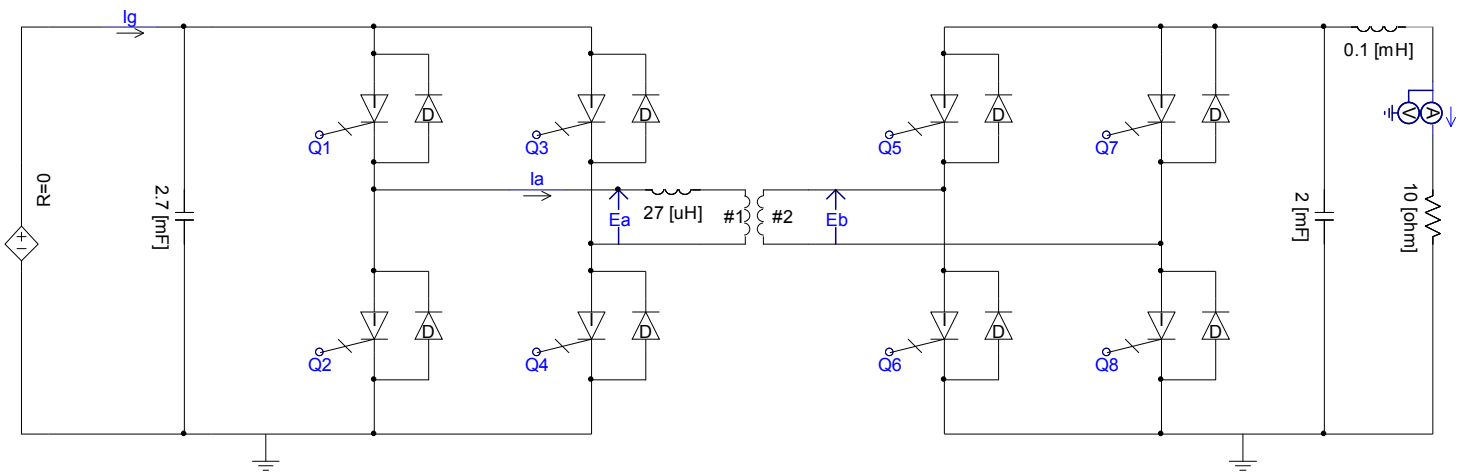 Ig
R=0
+
-
2.7 [mF]
I
D
Q1
I
D
Q3
I
D
Q2
I
D
Q4
Ia
Ea
27 [uH]
#1
#2
Eb
I
D
Q5
I
D
Q7
I
D
Q6
I
D
Q8
2 [mF]
0.1 [mH]
V
A
10 [ohm]